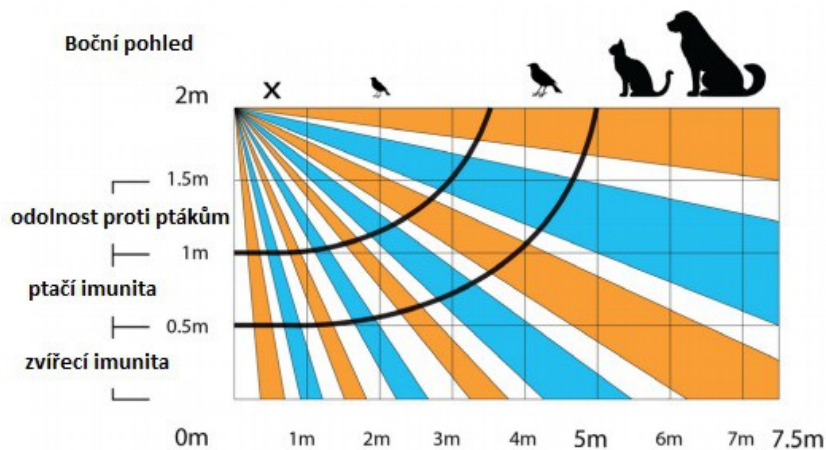 Boční pohled
x
2m
1.5m
odolnost proti ptákům
1m
ptačí imunita
0.5m
zvířecí imunita
0m 1m 2m 3m 4m 5m 6m 7m 7.5m